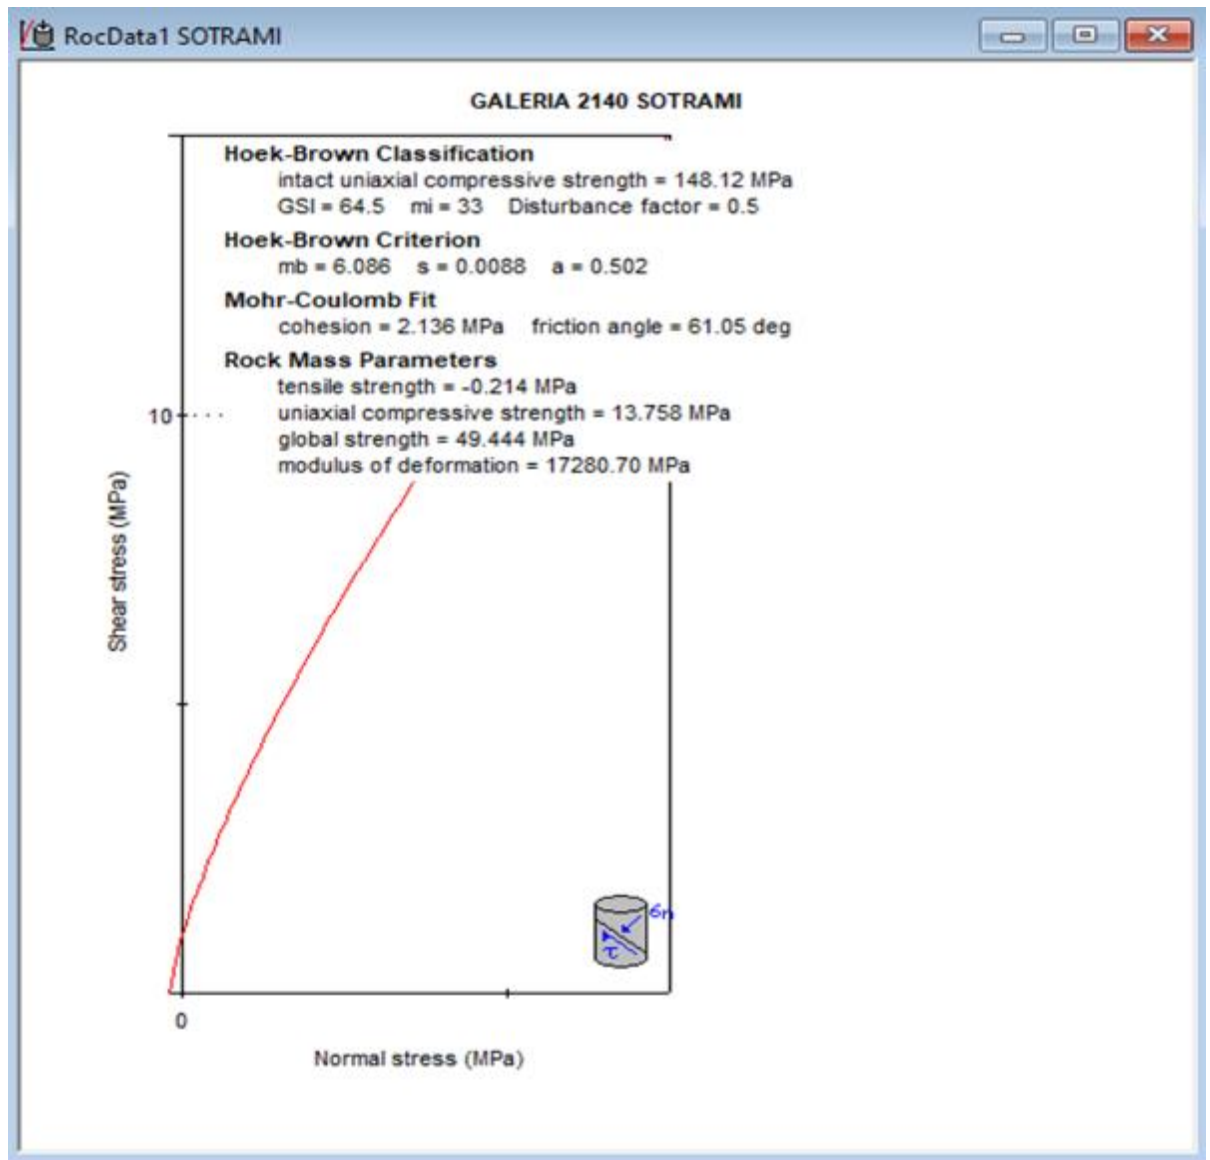 RocData1 SOTRAMI
GALERIA 2140 SOTRAMI
Hoek-Brown Classification
intact uniaxial compressive strength = 148.12 MPa
GSI = 64.5 mi = 33 Disturbance factor = 0.5
Hoek-Brown Criterion
mb = 6.086 s = 0.0088 a = 0.502
Mohr-Coulomb Fit
cohesion = 2.136 MPa friction angle = 61.05 deg
Rock Mass Parameters
tensile strength = -0.214 MPa
uniaxial compressive strength = 13.758 MPa
global strength = 49.444 MPa
modulus of deformation = 17280.70 MPa
10
Shear stress (MPa)
σn
τ
0
Normal stress (MPa)